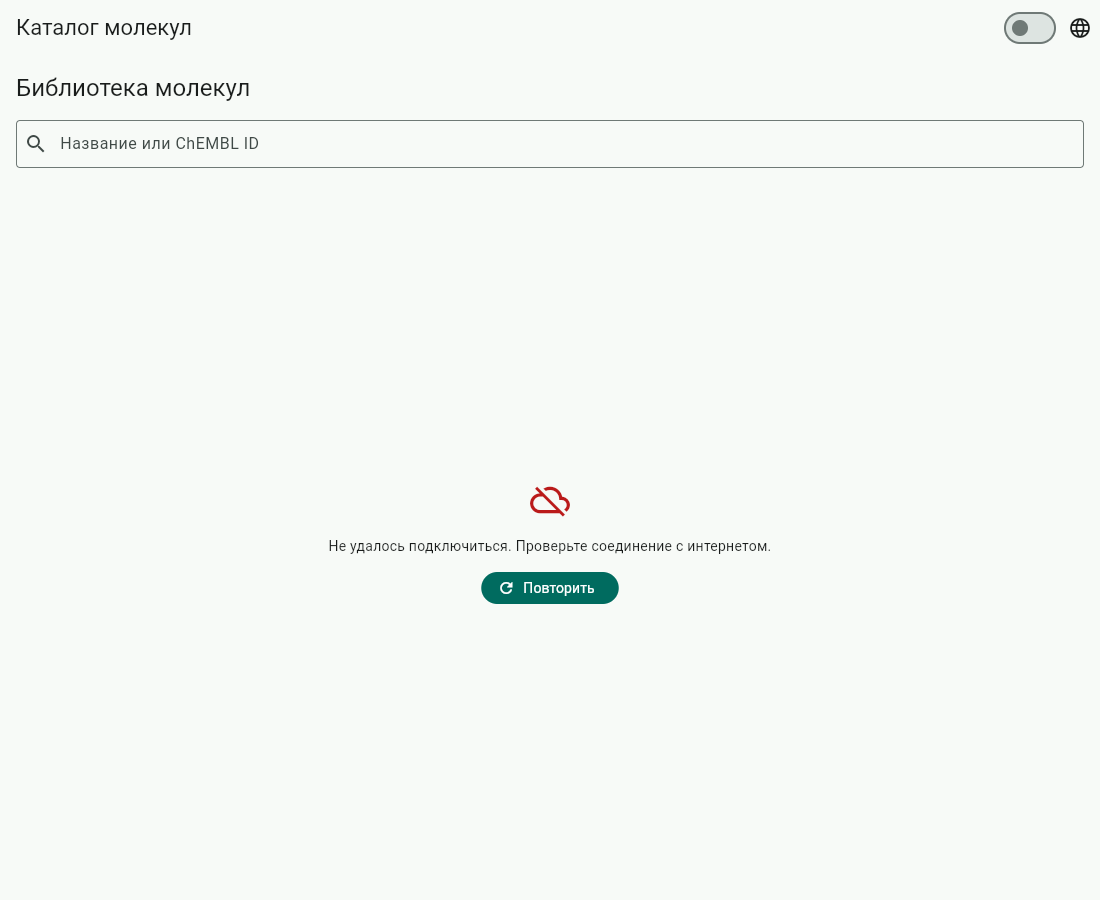 Каталог молекул
Библиотека молекул
Название или ChEMBL ID
Не удалось подключиться. Проверьте соединение с интернетом.
Повторить